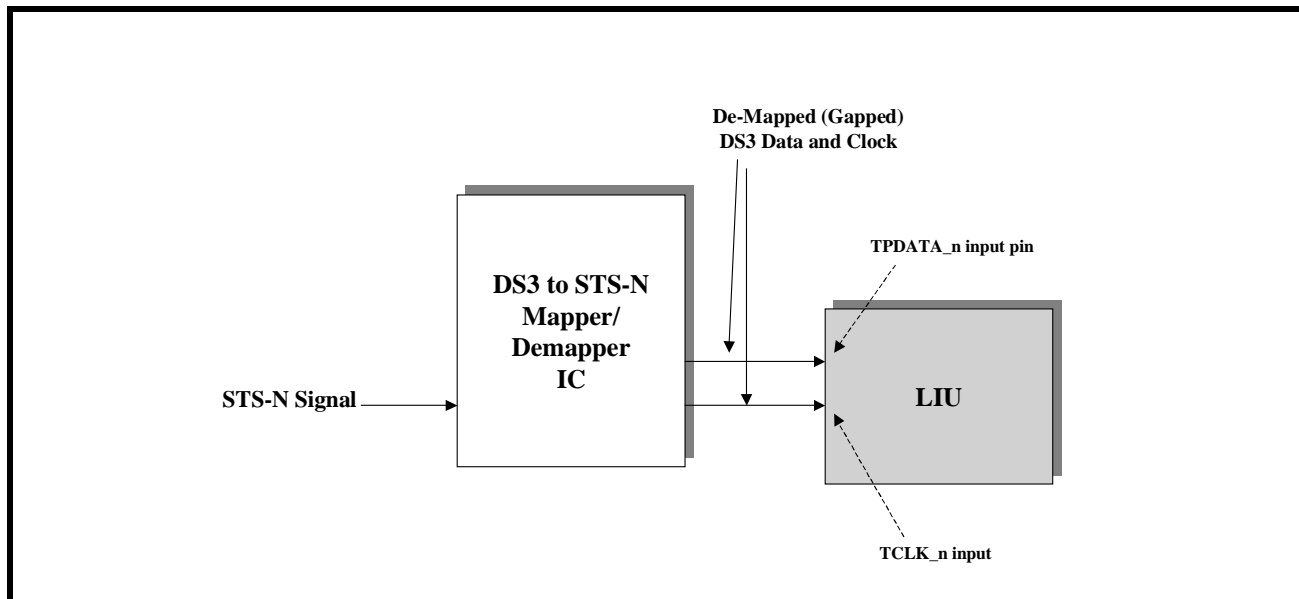 De-Mapped (Gapped)
DS3 Data and Clock
TPDATA_n input pin
DS3 to STS-N
Mapper/
Demapper
IC
STS-N Signal
LIU
TCLK_n input